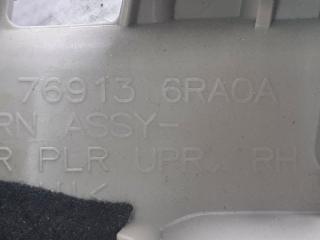 76913 6RA0A
RN ASSY-
R PLR UPR, RH